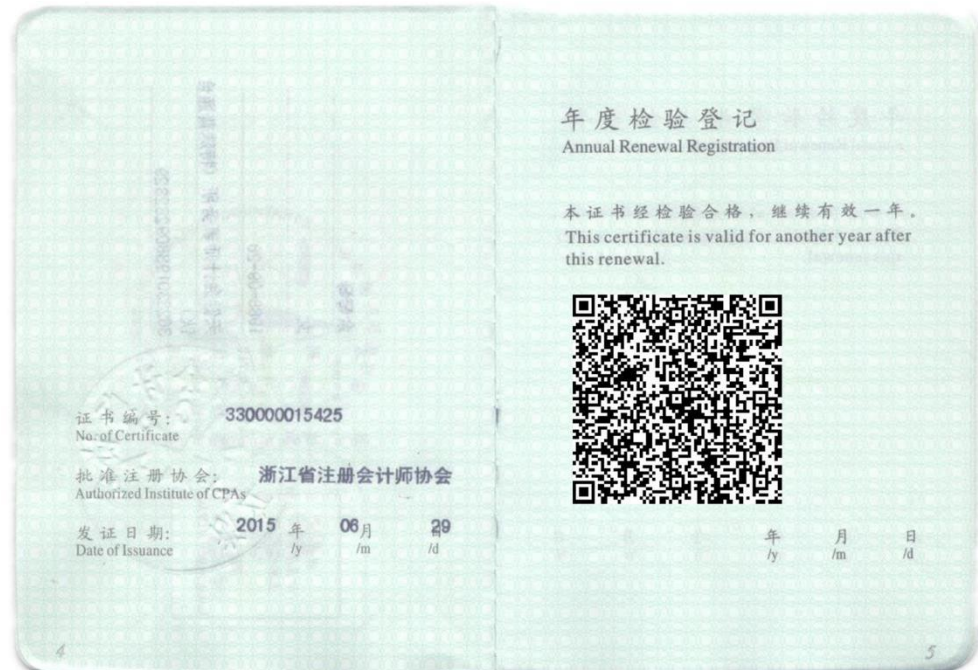 证书编号: 330000015425
No. of Certificate
批准注册协会: 浙江省注册会计师协会
Authorized Institute of CPAs
发证日期: 2015 年 06 月 29 日
Date of Issuance /y /m /d
4
年度检验登记
Annual Renewal Registration
本证书经检验合格，继续有效一年。
This certificate is valid for another year after
this renewal.
年 月 日
/y /m /d
5